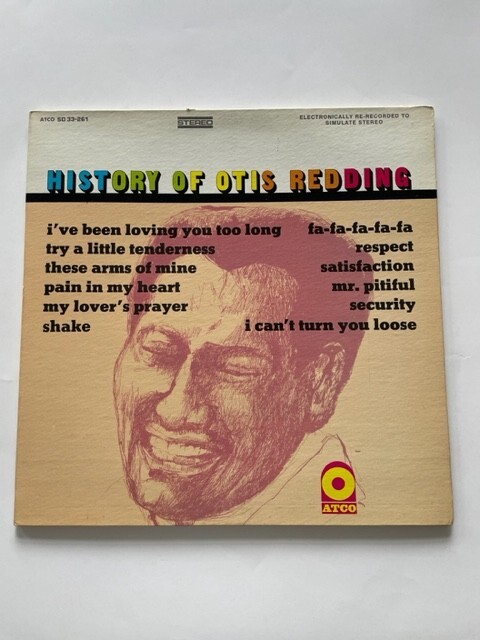 ATCO SD 33-261
STEREO
ELECTRONICALLY RE-RECORDED TO
SIMULATE STEREO
HISTORY OF OTIS REDDING
i've been loving you too long
try a little tenderness
these arms of mine
pain in my heart
my lover's prayer
shake
fa-fa-fa-fa-fa
respect
satisfaction
mr. pitiful
security
i can't turn you loose
ATCO